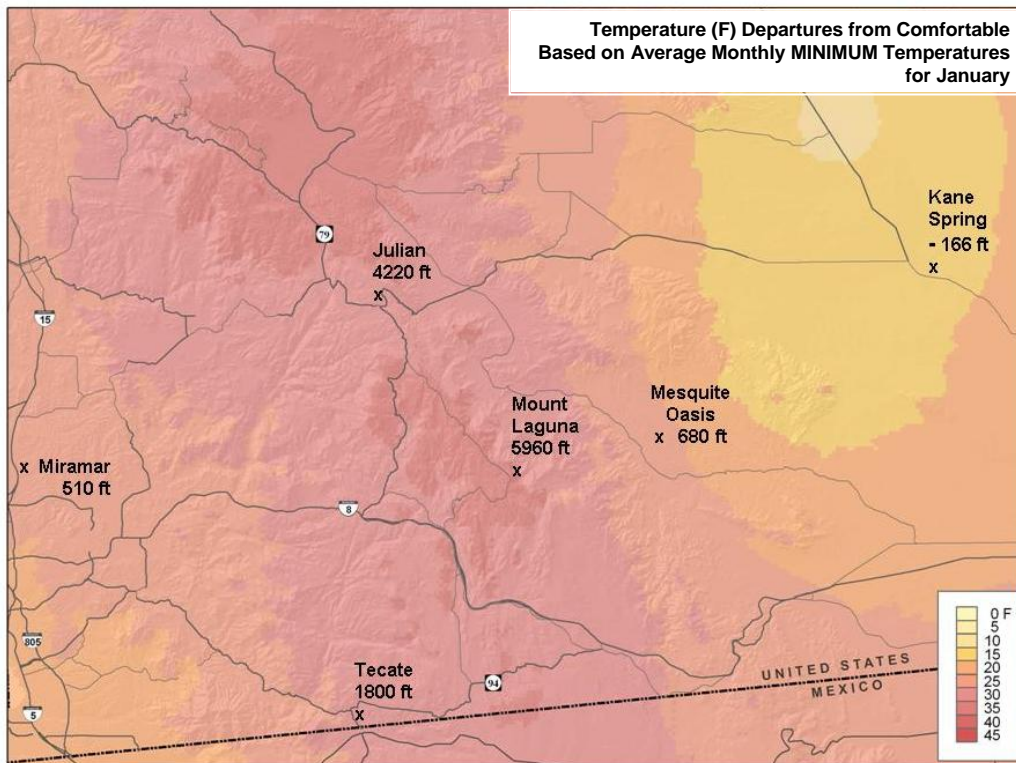 Temperature (F) Departures from Comfortable
Based on Average Monthly MINIMUM Temperatures
for January
Kane
Spring
- 166 ft
x
79
Julian
4220 ft
x
15
Mount
Laguna
5960 ft
x
Mesquite
Oasis
x 680 ft
x Miramar
510 ft
8
805
5
Tecate
1800 ft
x
94
UNITED STATES
MEXICO
0 F
5
10
15
20
25
30
35
40
45